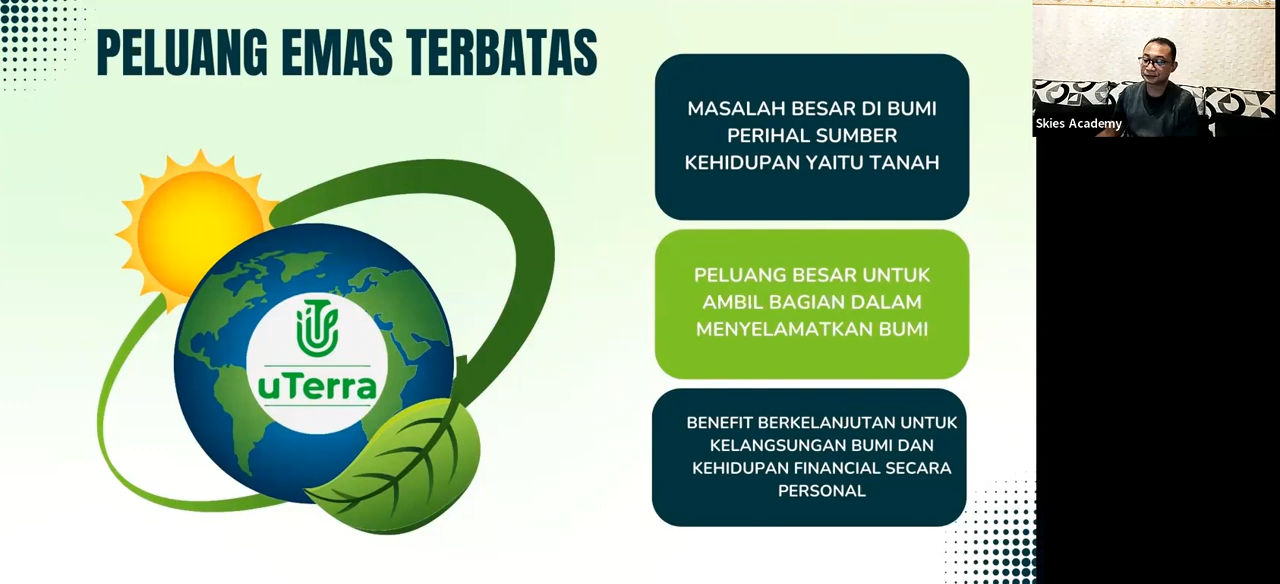 PELUANG EMAS TERBATAS
MASALAH BESAR DI BUMI
PERIHAL SUMBER
KEHIDUPAN YAITU TANAH
PELUANG BESAR UNTUK
AMBIL BAGIAN DALAM
MENYELAMATKAN BUMI
BENEFIT BERKELANJUTAN UNTUK
KELANGSUNGAN BUMI DAN
KEHIDUPAN FINANCIAL SECARA
PERSONAL
uTerra
Skies Academy